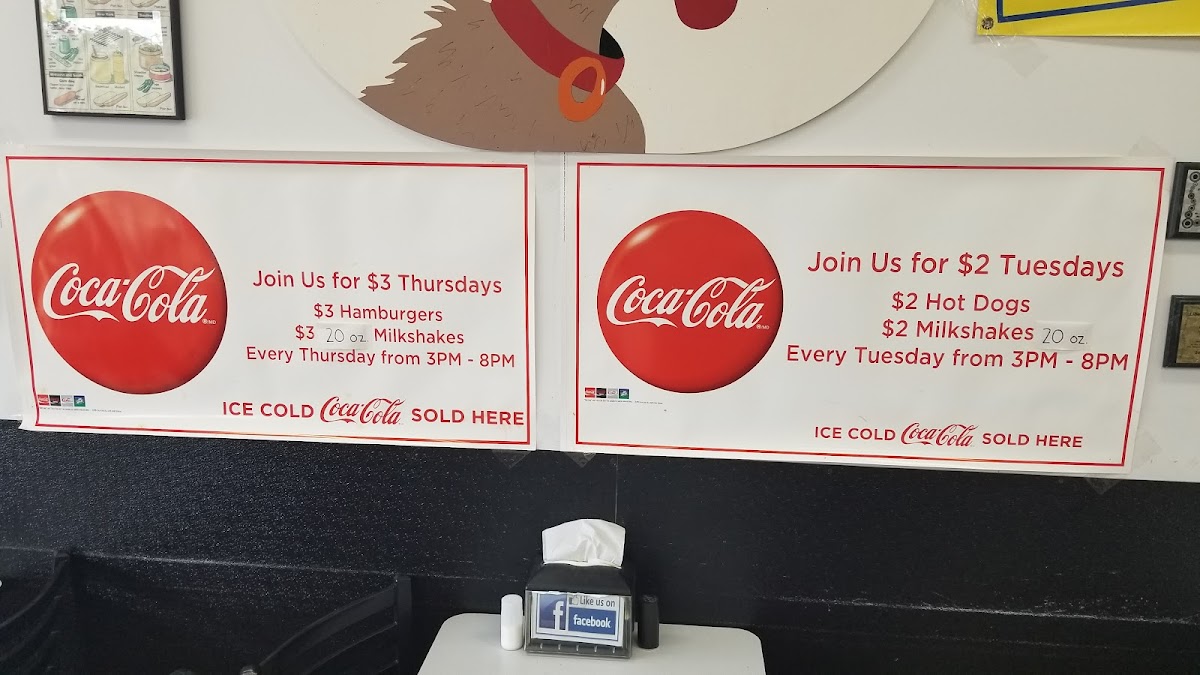 Coca-Cola
Join Us for $3 Thursdays
$3 Hamburgers
$3 20 oz. Milkshakes
Every Thursday from 3PM - 8PM
ICE COLD Coca-Cola SOLD HERE
Coca-Cola
Join Us for $2 Tuesdays
$2 Hot Dogs
$2 Milkshakes 20 oz.
Every Tuesday from 3PM - 8PM
ICE COLD Coca-Cola SOLD HERE
Like us on
f facebook